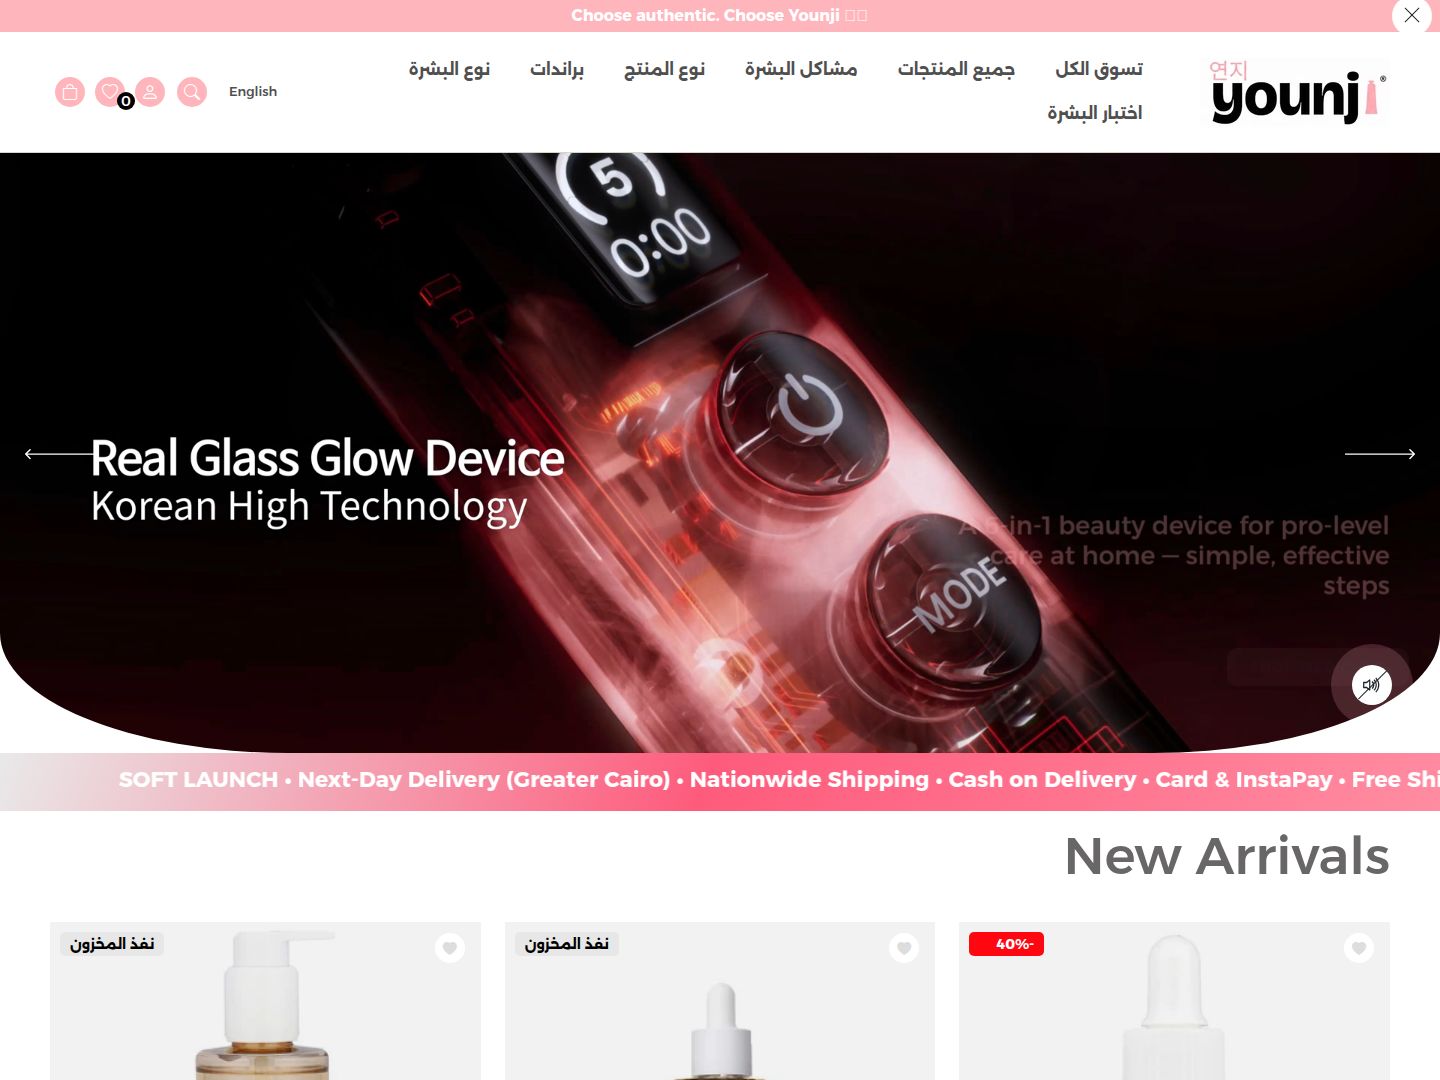 Choose authentic. Choose Younji
연지
younji®
تسوق الكل
جميع المنتجات
مشاكل البشرة
نوع المنتج
براندات
نوع البشرة
اختبار البشرة
English
0
5
0:00
MODE
Real Glass Glow Device
Korean High Technology
A 5-in-1 beauty device for pro-level
care at home — simple, effective
steps
SOFT LAUNCH • Next-Day Delivery (Greater Cairo) • Nationwide Shipping • Cash on Delivery • Card & InstaPay • Free Shi
New Arrivals
40%-
نفذ المخزون
نفذ المخزون